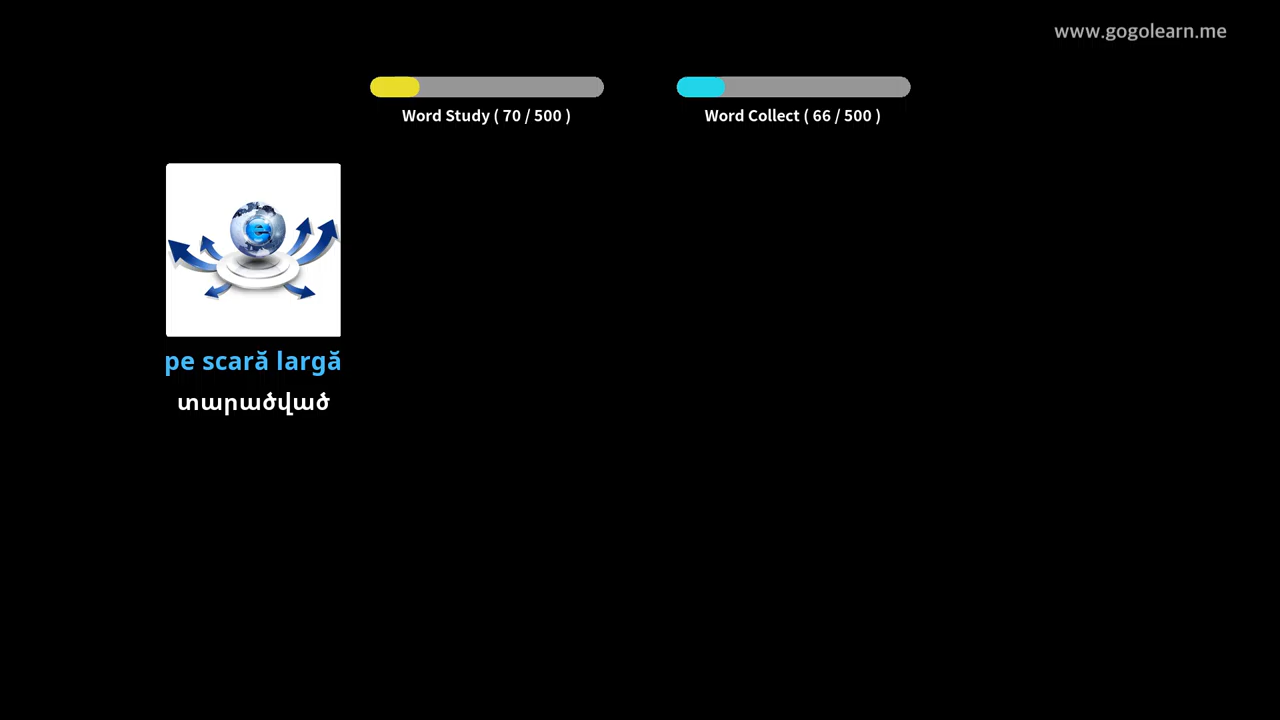 www.gogolearn.me
Word Study ( 70 / 500 )
Word Collect ( 66 / 500 )
e
pe scară largă
տարածված